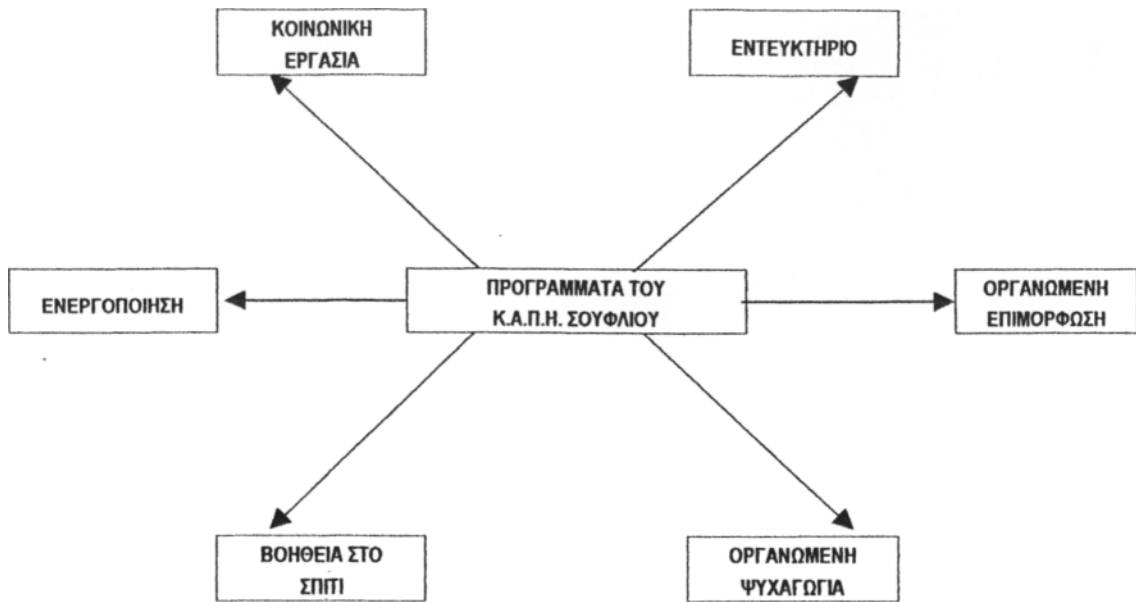 ΚΟΙΝΩΝΙΚΗ
ΕΡΓΑΣΙΑ
ΕΝΤΕΥΚΤΗΡΙΟ
ΕΝΕΡΓΟΠΟΙΗΣΗ
ΠΡΟΓΡΑΜΜΑΤΑ ΤΟΥ
Κ.Α.Π.Η. ΣΟΥΦΛΙΟΥ
ΟΡΓΑΝΩΜΕΝΗ
ΕΠΙΜΟΡΦΩΣΗ
ΒΟΗΘΕΙΑ ΣΤΟ
ΣΠΙΤΙ
ΟΡΓΑΝΩΜΕΝΗ
ΨΥΧΑΓΩΓΙΑ